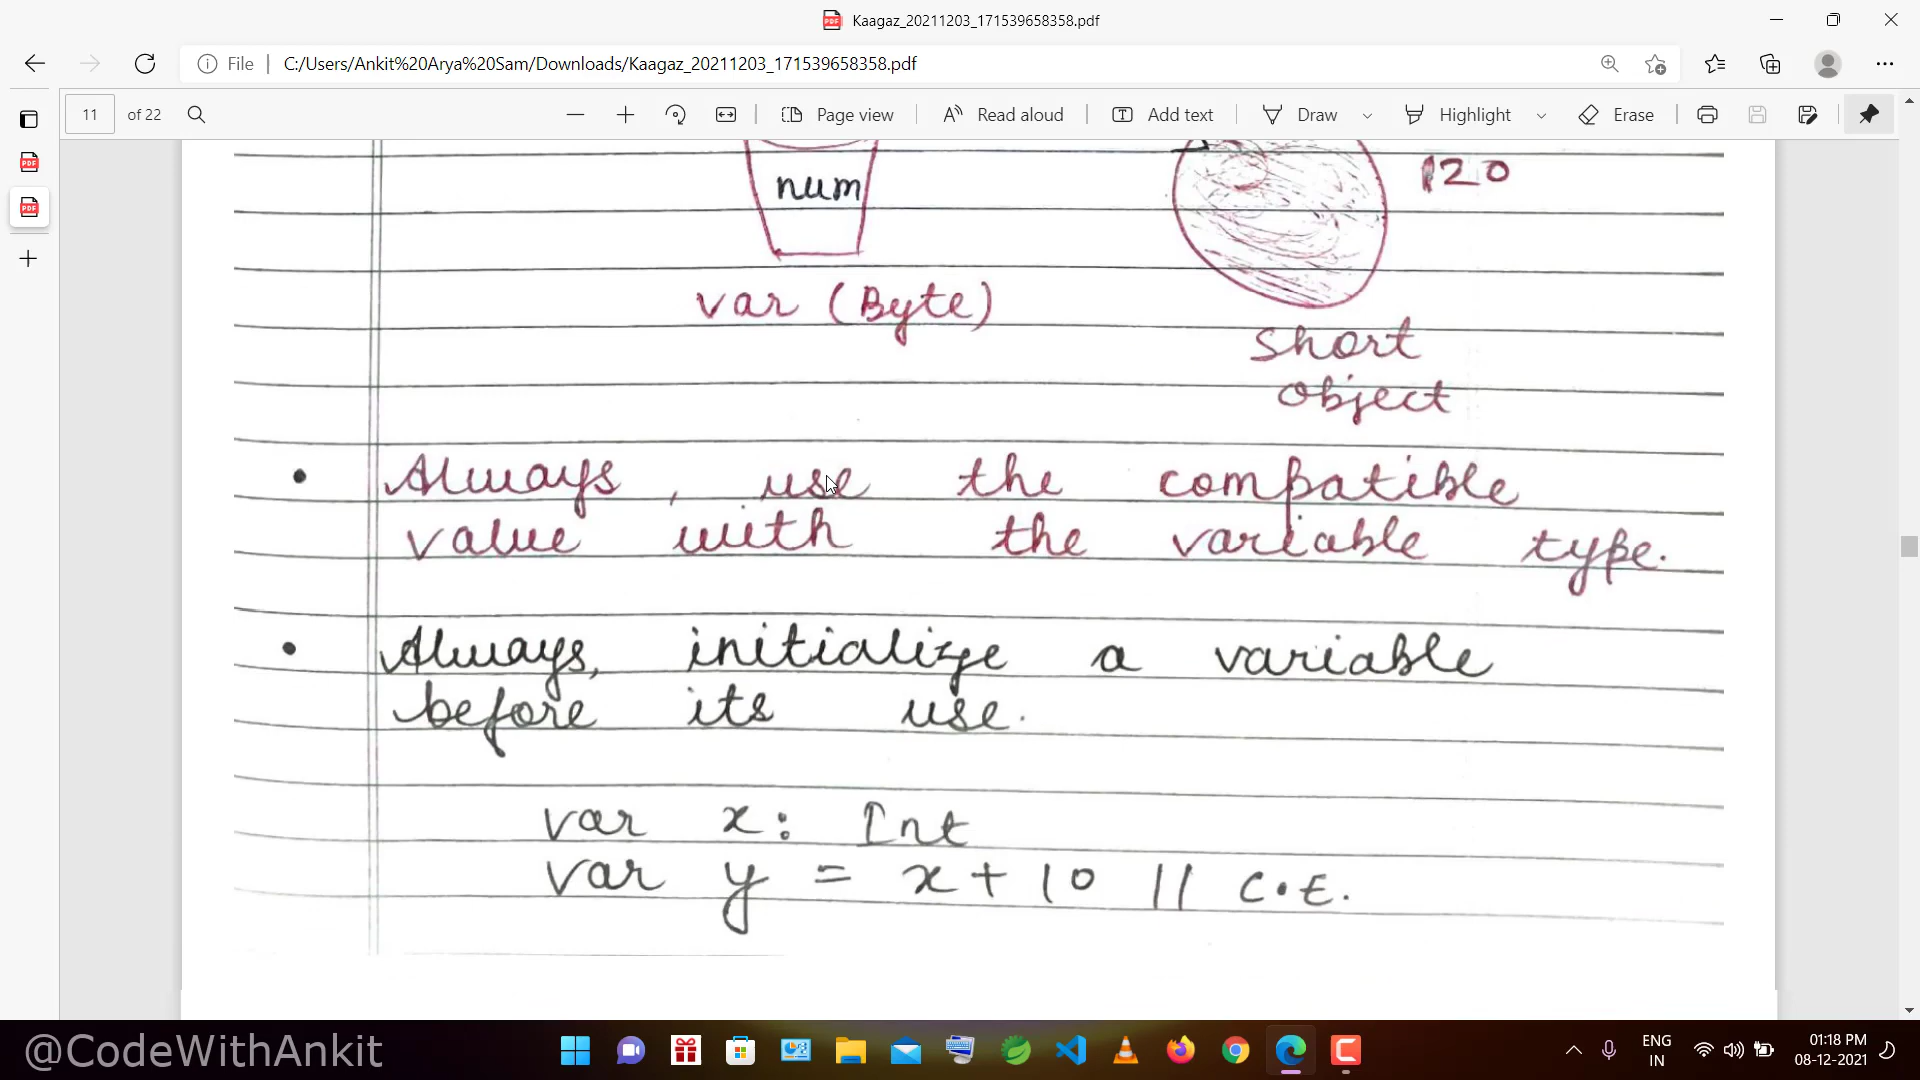 Kaagaz_20211203_171539658358.pdf
File C:/Users/Ankit%20Arya%20Sam/Downloads/Kaagaz_20211203_171539658358.pdf
11 of 22 Page view Read aloud Add text Draw Highlight Erase
num
120
var (Byte)
short
object
• Always, use the compatible
value with the variable type.
• Always, initialize a variable
before its use.
var x: Int
var y = x + 10 // C.E.
@CodeWithAnkit
ENG
IN
01:18 PM
08-12-2021